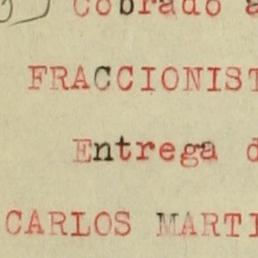 Cobrado a
FRACCIONIST
Entrega d
CARLOS MARTI